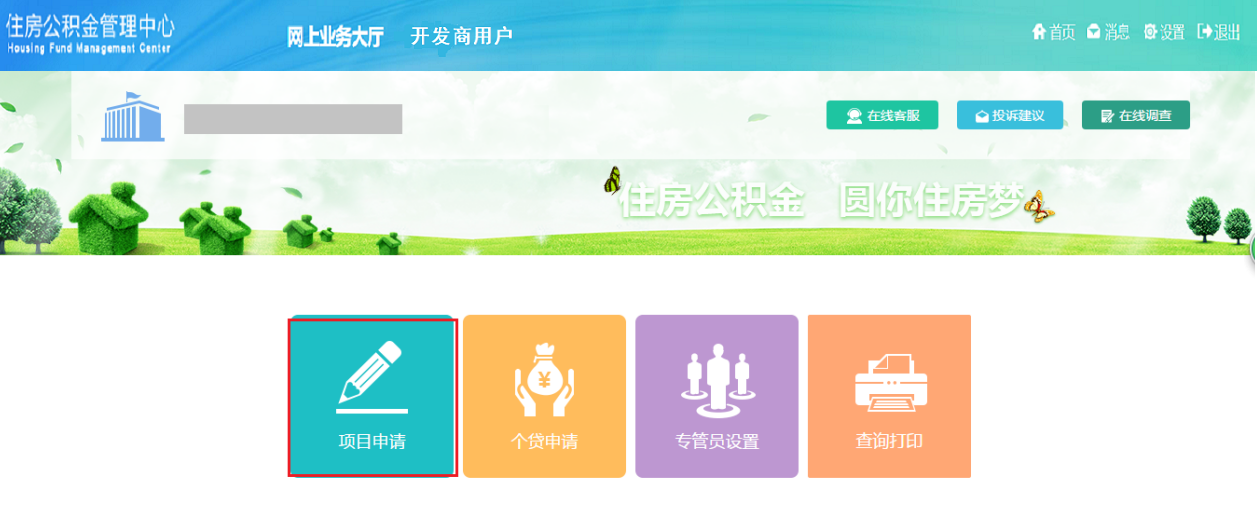 住房公积金管理中心
Housing Fund Management Center
网上业务大厅 开发商用户
首页 消息 设置 退出
在线客服 投诉建议 在线调查
住房公积金 圆你住房梦
¥
项目申请 个贷申请 专管员设置 查询打印